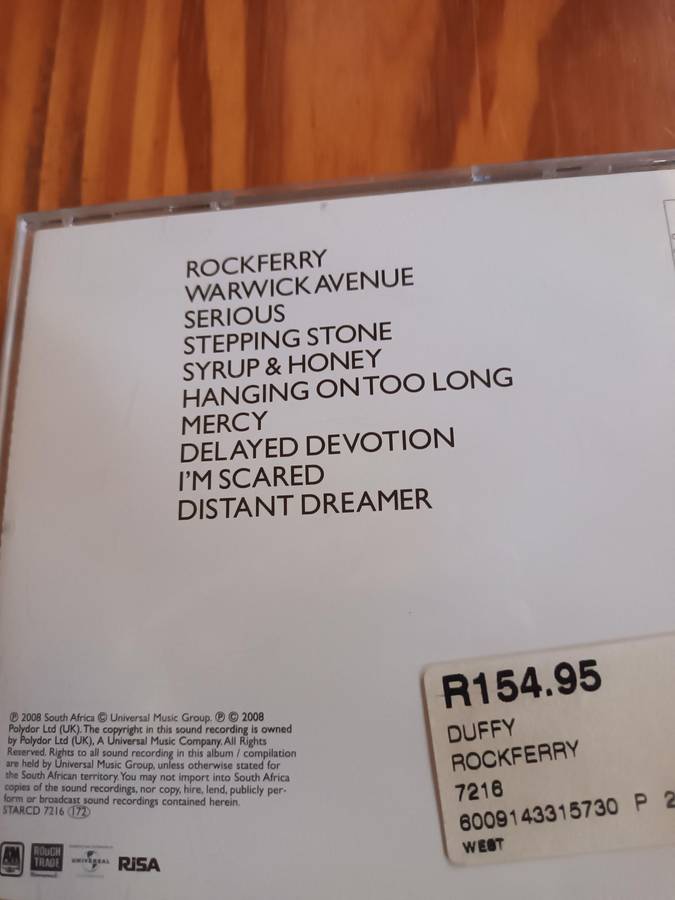 ROCKFERRY
WARWICK AVENUE
SERIOUS
STEPPING STONE
SYRUP & HONEY
HANGING ON TOO LONG
MERCY
DELAYED DEVOTION
I'M SCARED
DISTANT DREAMER
℗ 2008 South Africa © Universal Music Group. ℗ © 2008
Polydor Ltd (UK). The copyright in this sound recording is owned
by Polydor Ltd (UK), A Universal Music Company. All Rights
Reserved. Rights to all sound recording in this album / compilation
are held by Universal Music Group, unless otherwise stated for
the South African territory. You may not import into South Africa
copies of the sound recordings, nor copy, hire, lend, publicly per-
form or broadcast sound recordings contained herein.
STARCD 7216 172
A&M
ROUGH
TRADE
UNIVERSAL
RiSA
R154.95
DUFFY
ROCKFERRY
7216
6009143315730 P 2
WEST